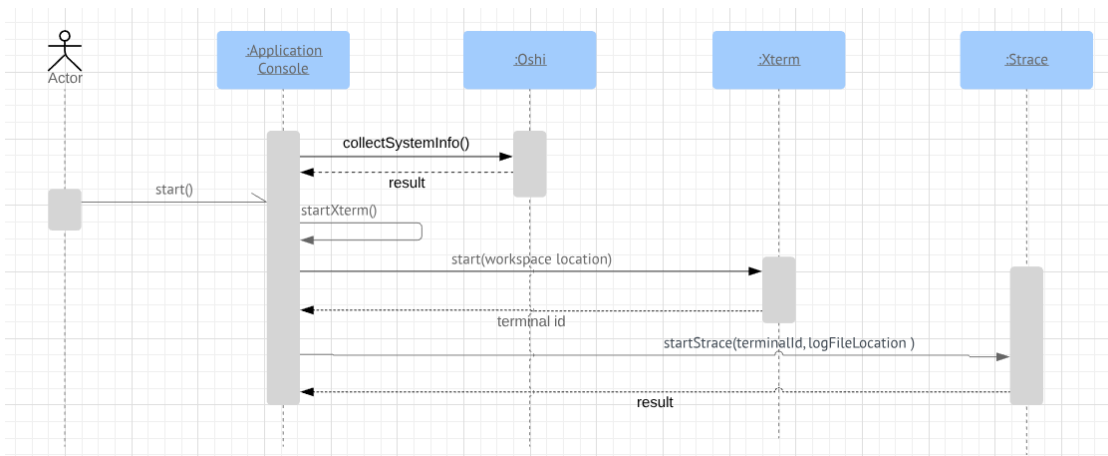 Actor
:Application
Console
:Oshi
:Xterm
:Strace
collectSystemInfo()
result
start()
startXterm()
start(workspace location)
terminal id
startStrace(terminalId, logFileLocation )
result